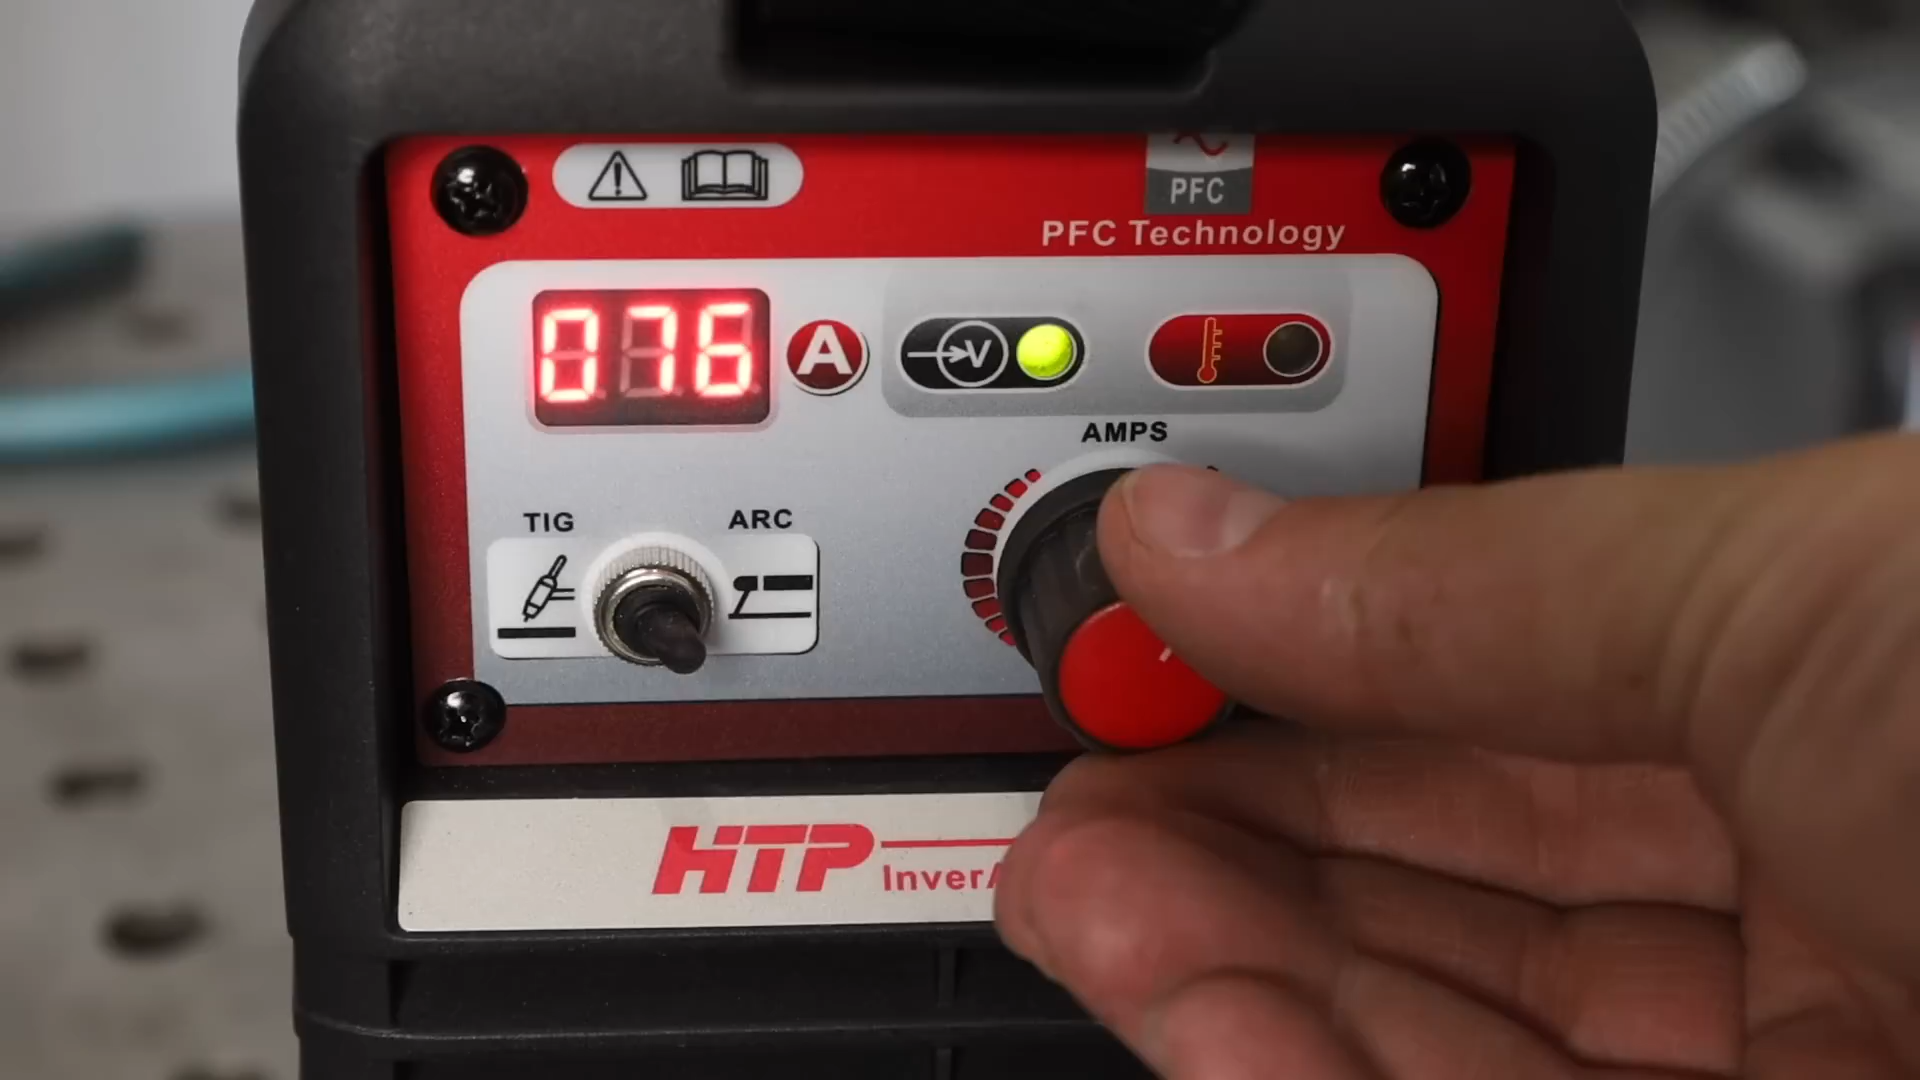 PFC
PFC Technology
076 A
V
AMPS
TIG ARC
HTP
Inver